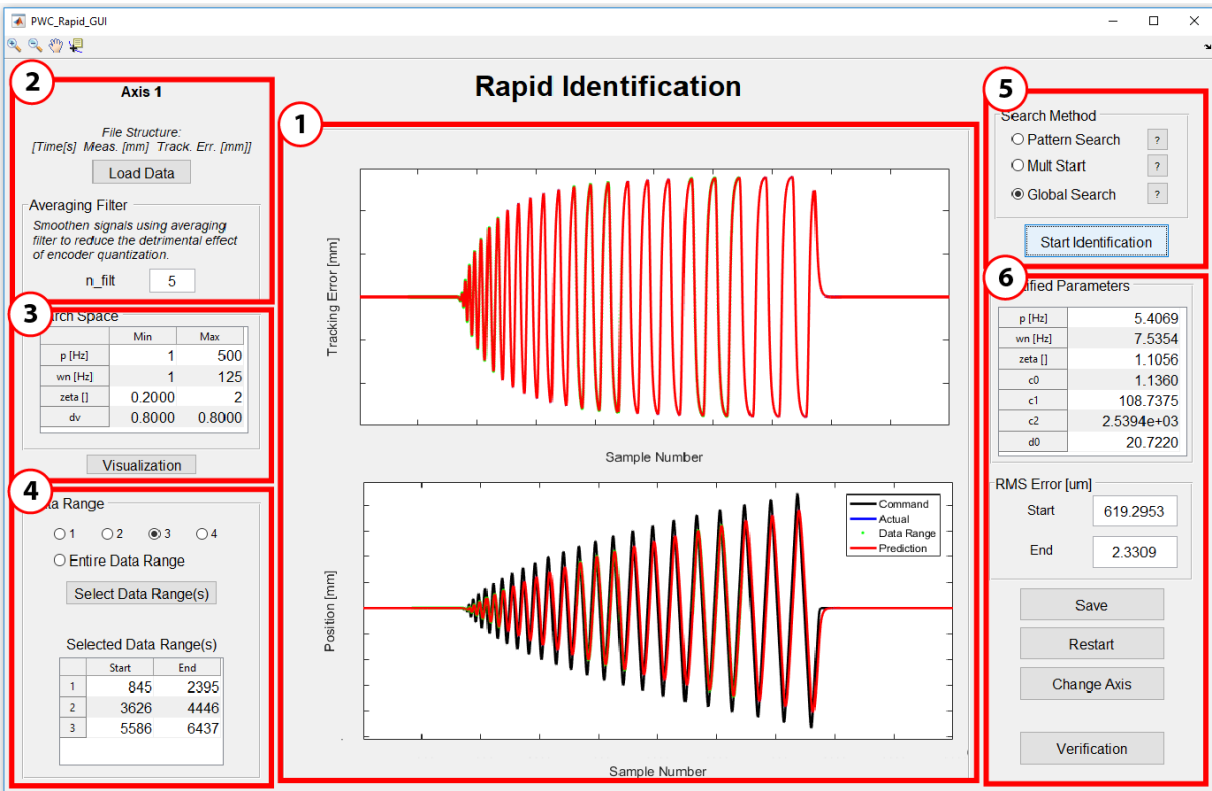 PWC_Rapid_GUI
Rapid Identification
2
Axis 1
File Structure:
[Time[s] Meas. [mm] Track. Err. [mm]]
Load Data
Averaging Filter
Smoothen signals using averaging
filter to reduce the detrimental effect
of encoder quantization.
n_filt 5
3
arch Space
Min Max
p [Hz] 1 500
wn [Hz] 1 125
zeta [] 0.2000 2
dv 0.8000 0.8000
Visualization
4
ta Range
1 2 3 4
Entire Data Range
Select Data Range(s)
Selected Data Range(s)
Start End
1 845 2395
2 3626 4446
3 5586 6437
1
Tracking Error [mm]
Sample Number
Position [mm]
Command
Actual
Data Range
Prediction
Sample Number
5
Search Method
Pattern Search ?
Mult Start ?
Global Search ?
Start Identification
6
tified Parameters
p [Hz] 5.4069
wn [Hz] 7.5354
zeta [] 1.1056
c0 1.1360
c1 108.7375
c2 2.5394e+03
d0 20.7220
RMS Error [um]
Start 619.2953
End 2.3309
Save
Restart
Change Axis
Verification